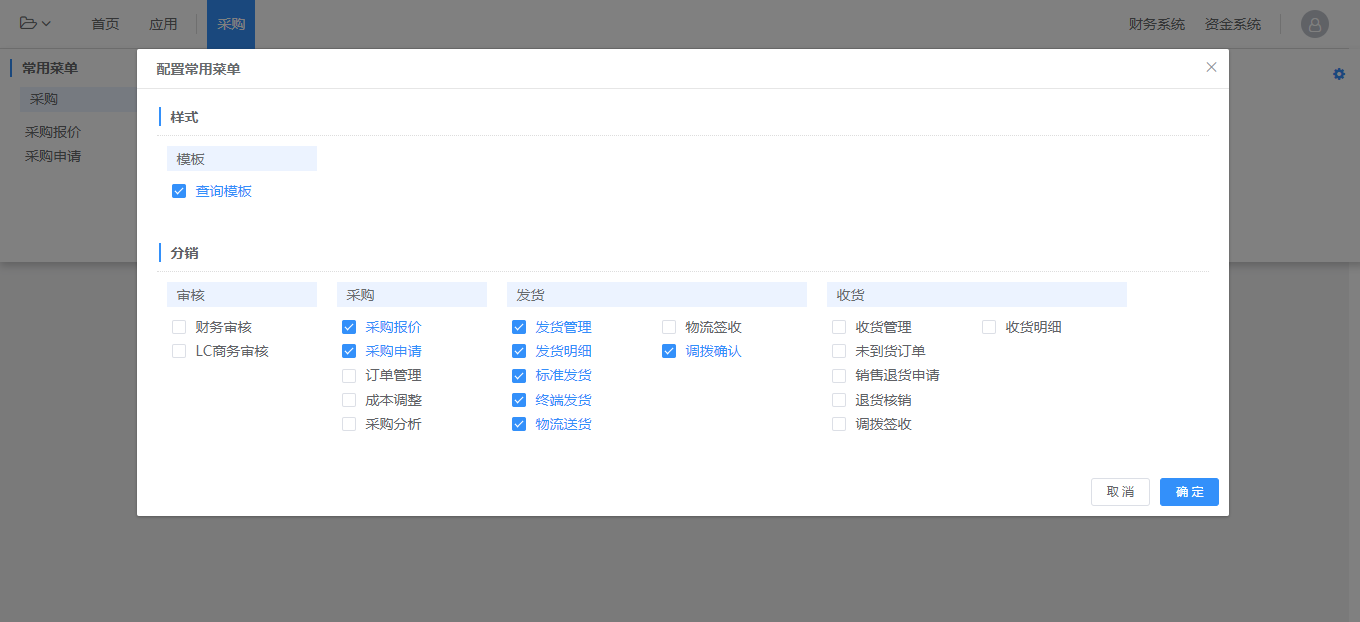 首页 应用 采购 财务系统 资金系统
常用菜单
采购
采购报价
采购申请
配置常用菜单
样式
模板
查询模板
分销
审核 采购 发货 收货
财务审核 采购报价 发货管理 物流签收 收货管理 收货明细
LC商务审核 采购申请 发货明细 调拨确认 未到货订单
订单管理 标准发货 销售退货申请
成本调整 终端发货 退货核销
采购分析 物流送货 调拨签收
取消 确定